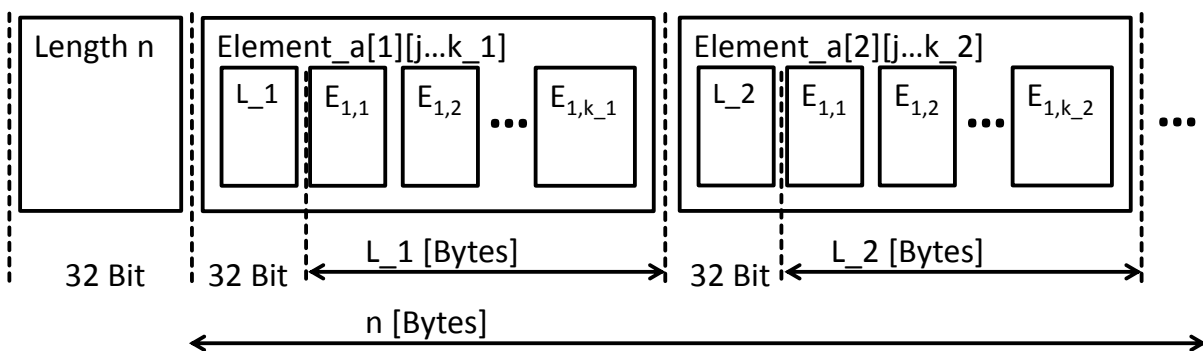 Length n
Element_a[1][j...k_1]
L_1
E1,1
E1,2
...
E1,k_1
Element_a[2][j...k_2]
L_2
E1,1
E1,2
...
E1,k_2
...
32 Bit
32 Bit
L_1 [Bytes]
32 Bit
L_2 [Bytes]
n [Bytes]